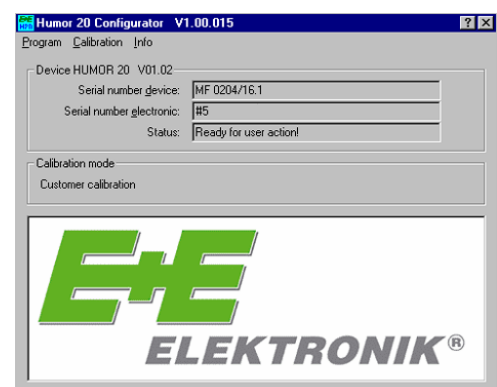 Humor 20 Configurator V1.00.015
Program Calibration Info
Device HUMOR 20 V01.02
Serial number device: MF 0204/16.1
Serial number electronic: #5
Status: Ready for user action!
Calibration mode
Customer calibration
E+E
ELEKTRONIK®